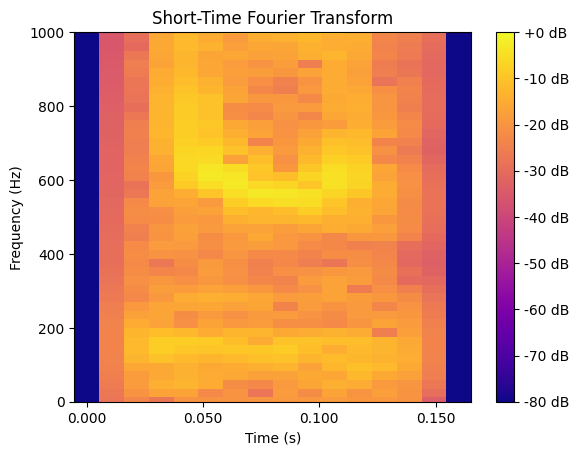 Short-Time Fourier Transform
1000
800
600
400
200
0
Frequency (Hz)
0.000
0.050
0.100
0.150
Time (s)
+0 dB
-10 dB
-20 dB
-30 dB
-40 dB
-50 dB
-60 dB
-70 dB
-80 dB